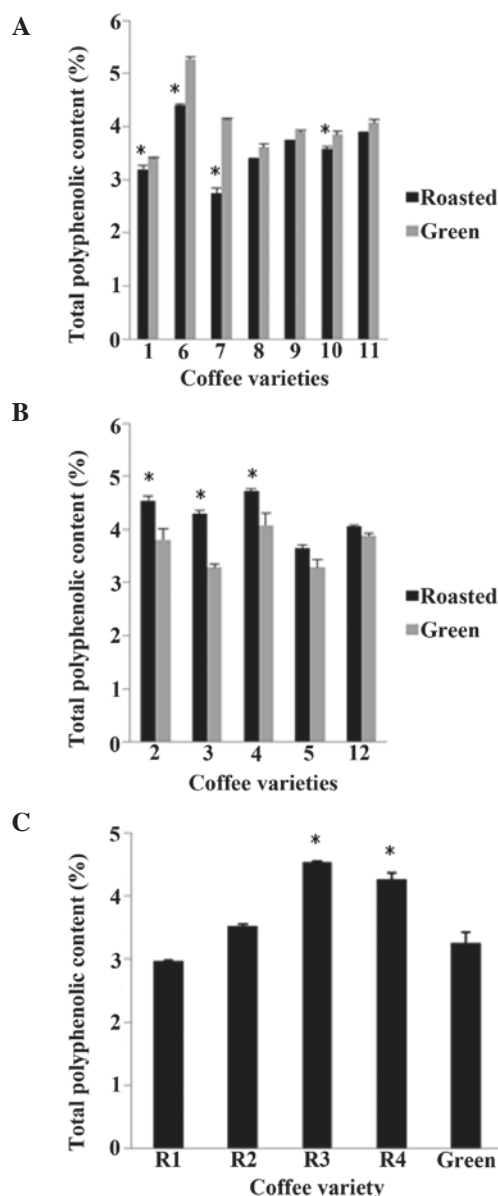 A
Total polyphenolic content (%)
6
5
4
3
2
1
0
*
*
*
*
1 6 7 8 9 10 11
Coffee varieties
Roasted
Green
B
Total polyphenolic content (%)
6
5
4
3
2
1
0
*
*
*
2 3 4 5 12
Coffee varieties
Roasted
Green
C
Total polyphenolic content (%)
5
4
3
2
1
0
*
*
R1 R2 R3 R4 Green
Coffee variety